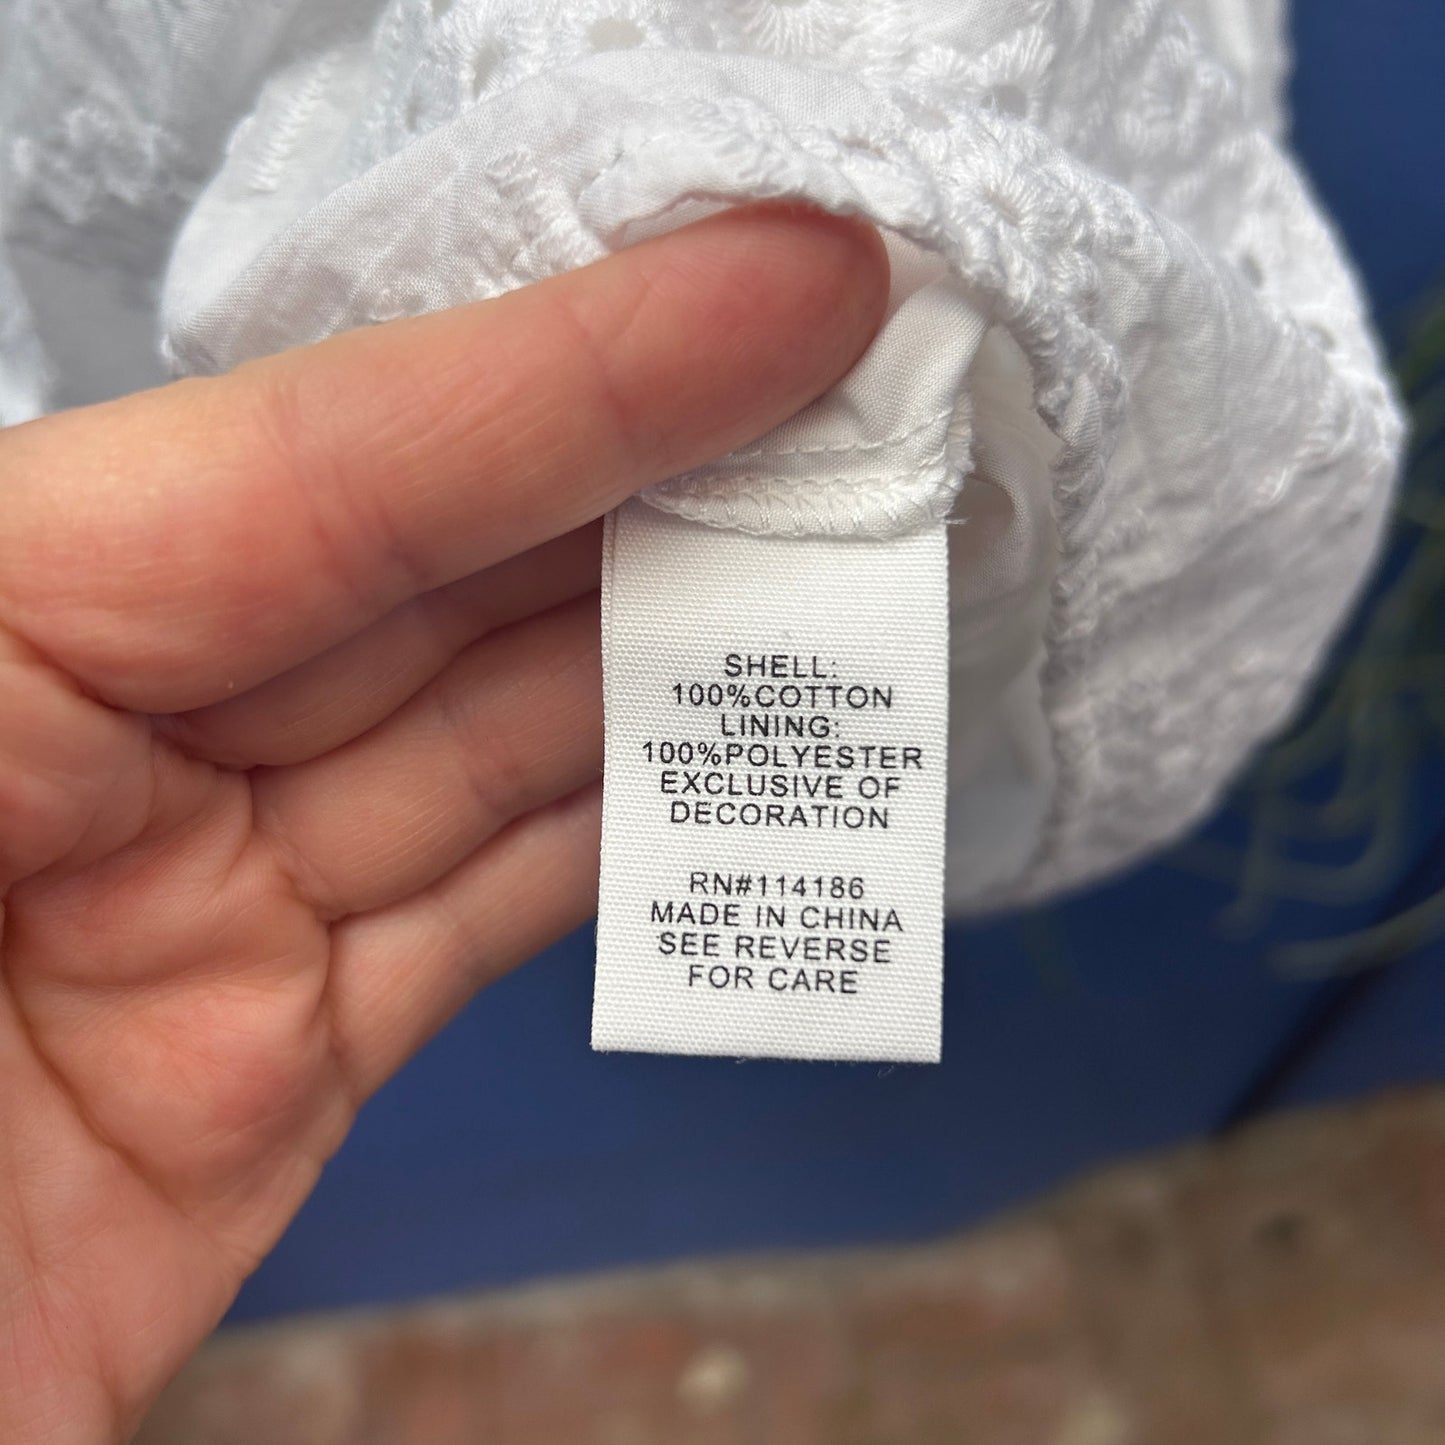 SHELL:
100%COTTON
LINING:
100%POLYESTER
EXCLUSIVE OF
DECORATION
RN#114186
MADE IN CHINA
SEE REVERSE
FOR CARE